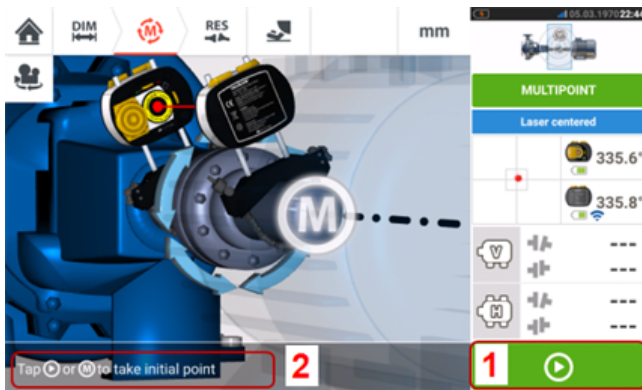 DIM
M
RES
mm
05.03.1970 22:44
MULTIPOINT
Laser centered
335.6°
335.8°
M
V
---
---
H
---
---
Tap or M to take initial point
2
1